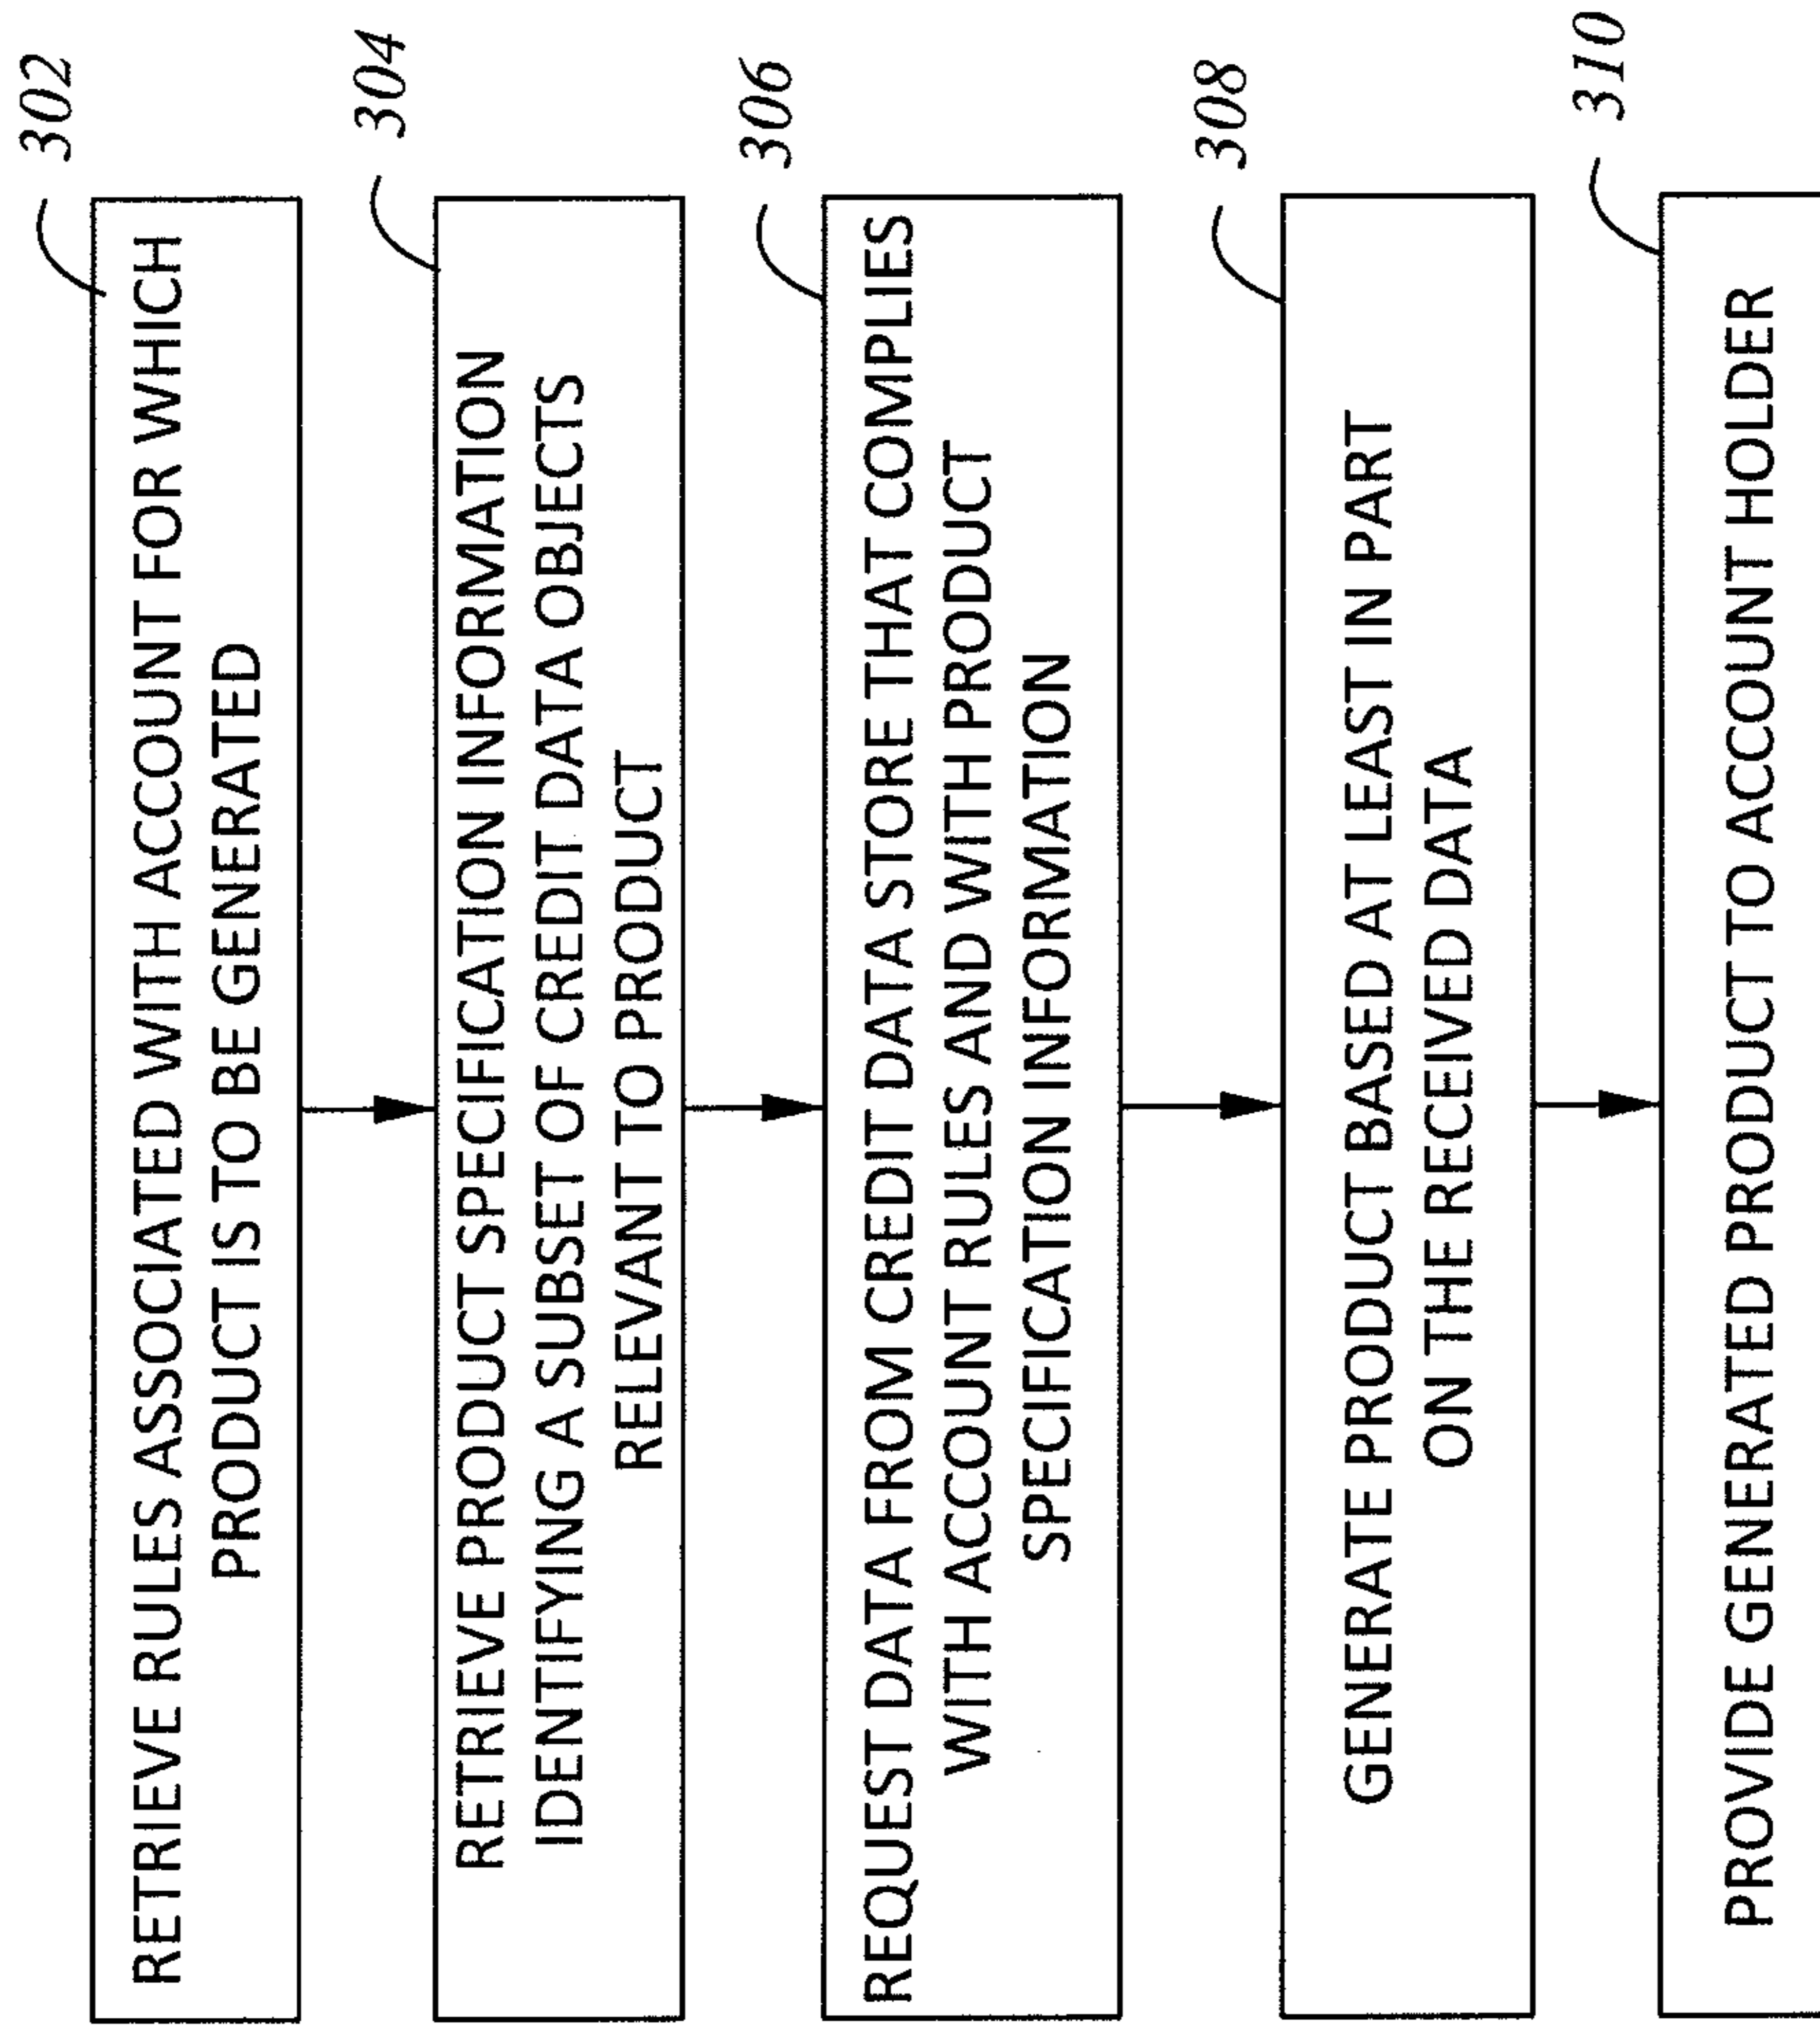 302
RETRIEVE RULES ASSOCIATED WITH ACCOUNT FOR WHICH
PRODUCT IS TO BE GENERATED
304
RETRIEVE PRODUCT SPECIFICATION INFORMATION
IDENTIFYING A SUBSET OF CREDIT DATA OBJECTS
RELEVANT TO PRODUCT
306
REQUEST DATA FROM CREDIT DATA STORE THAT COMPLIES
WITH ACCOUNT RULES AND WITH PRODUCT
SPECIFICATION INFORMATION
308
GENERATE PRODUCT BASED AT LEAST IN PART
ON THE RECEIVED DATA
310
PROVIDE GENERATED PRODUCT TO ACCOUNT HOLDER